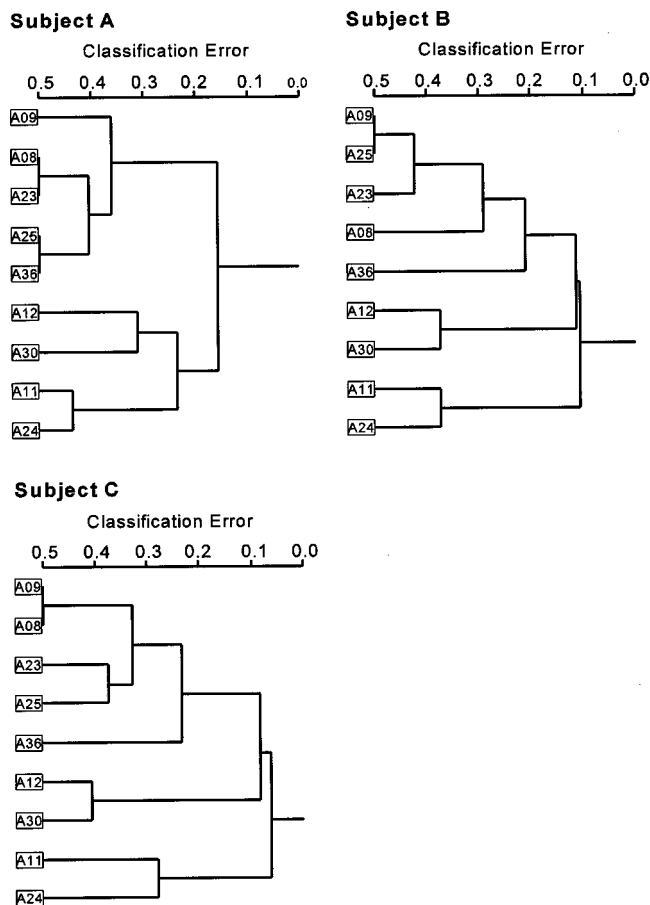 Subject A
Classification Error
0.5 0.4 0.3 0.2 0.1 0.0
A09
A08
A23
A25
A36
A12
A30
A11
A24
Subject B
Classification Error
0.5 0.4 0.3 0.2 0.1 0.0
A09
A25
A23
A08
A36
A12
A30
A11
A24
Subject C
Classification Error
0.5 0.4 0.3 0.2 0.1 0.0
A09
A08
A23
A25
A36
A12
A30
A11
A24